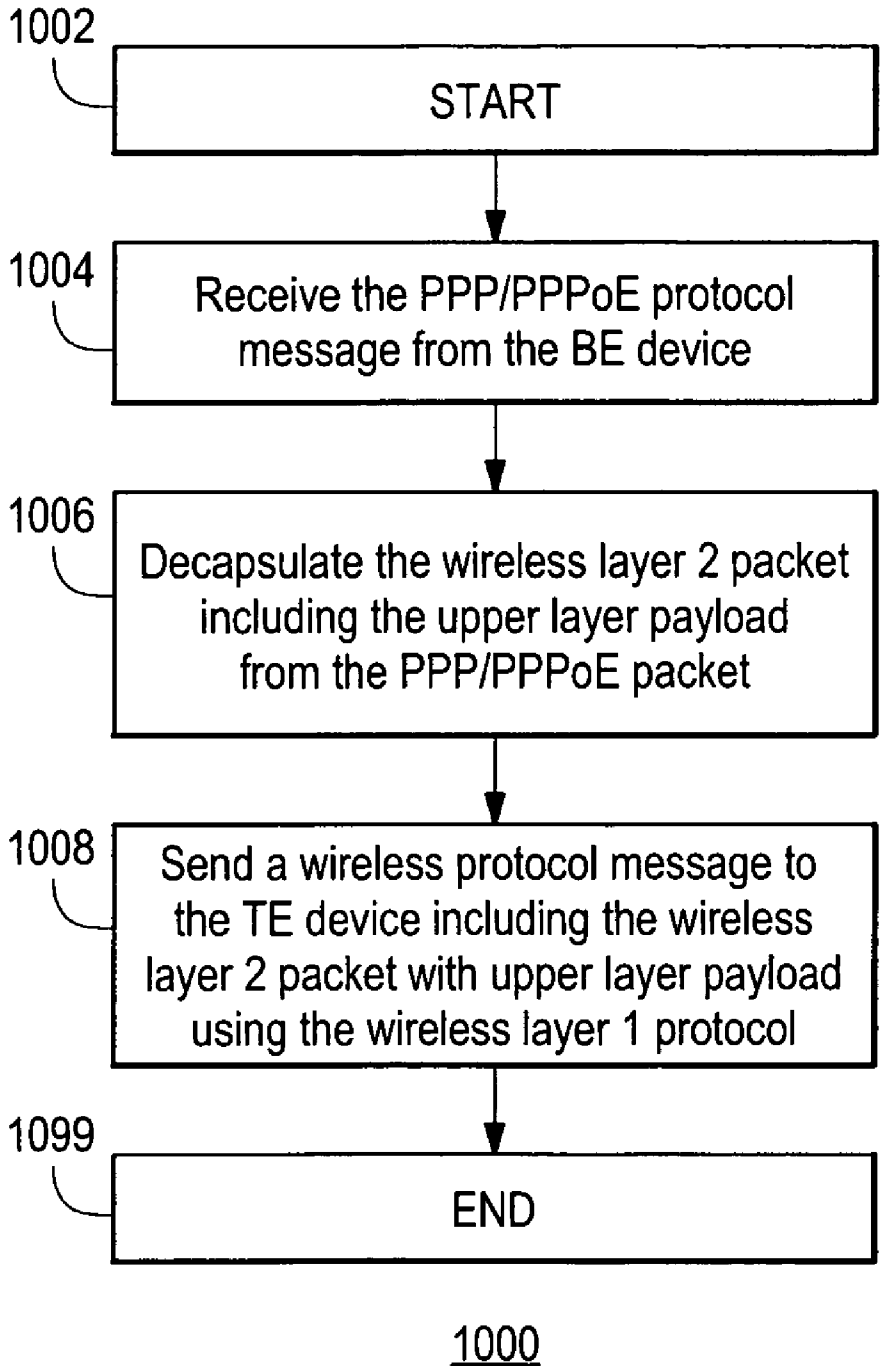 1002
START
1004
Receive the PPP/PPPoE protocol
message from the BE device
1006
Decapsulate the wireless layer 2 packet
including the upper layer payload
from the PPP/PPPoE packet
1008
Send a wireless protocol message to
the TE device including the wireless
layer 2 packet with upper layer payload
using the wireless layer 1 protocol
1099
END
1000